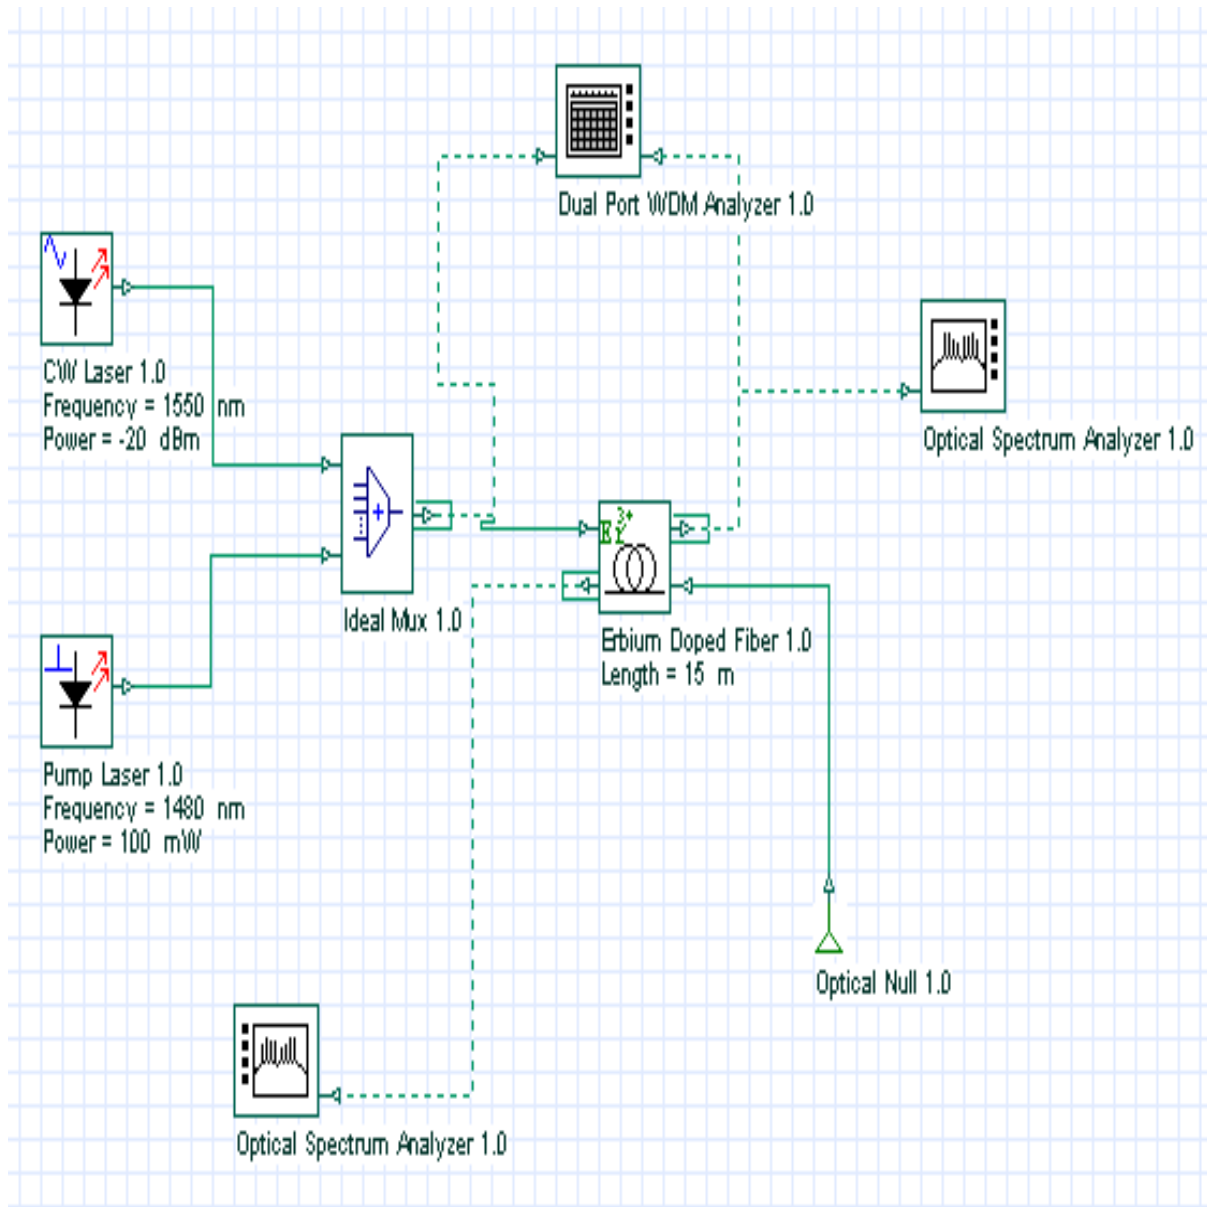 Dual Port WDM Analyzer 1.0
CW Laser 1.0
Frequency = 1550 nm
Power = -20 dBm
Optical Spectrum Analyzer 1.0
3+
Er
Ideal Mux 1.0
Erbium Doped Fiber 1.0
Length = 15 m
Pump Laser 1.0
Frequency = 1480 nm
Power = 100 mW
Optical Null 1.0
Optical Spectrum Analyzer 1.0